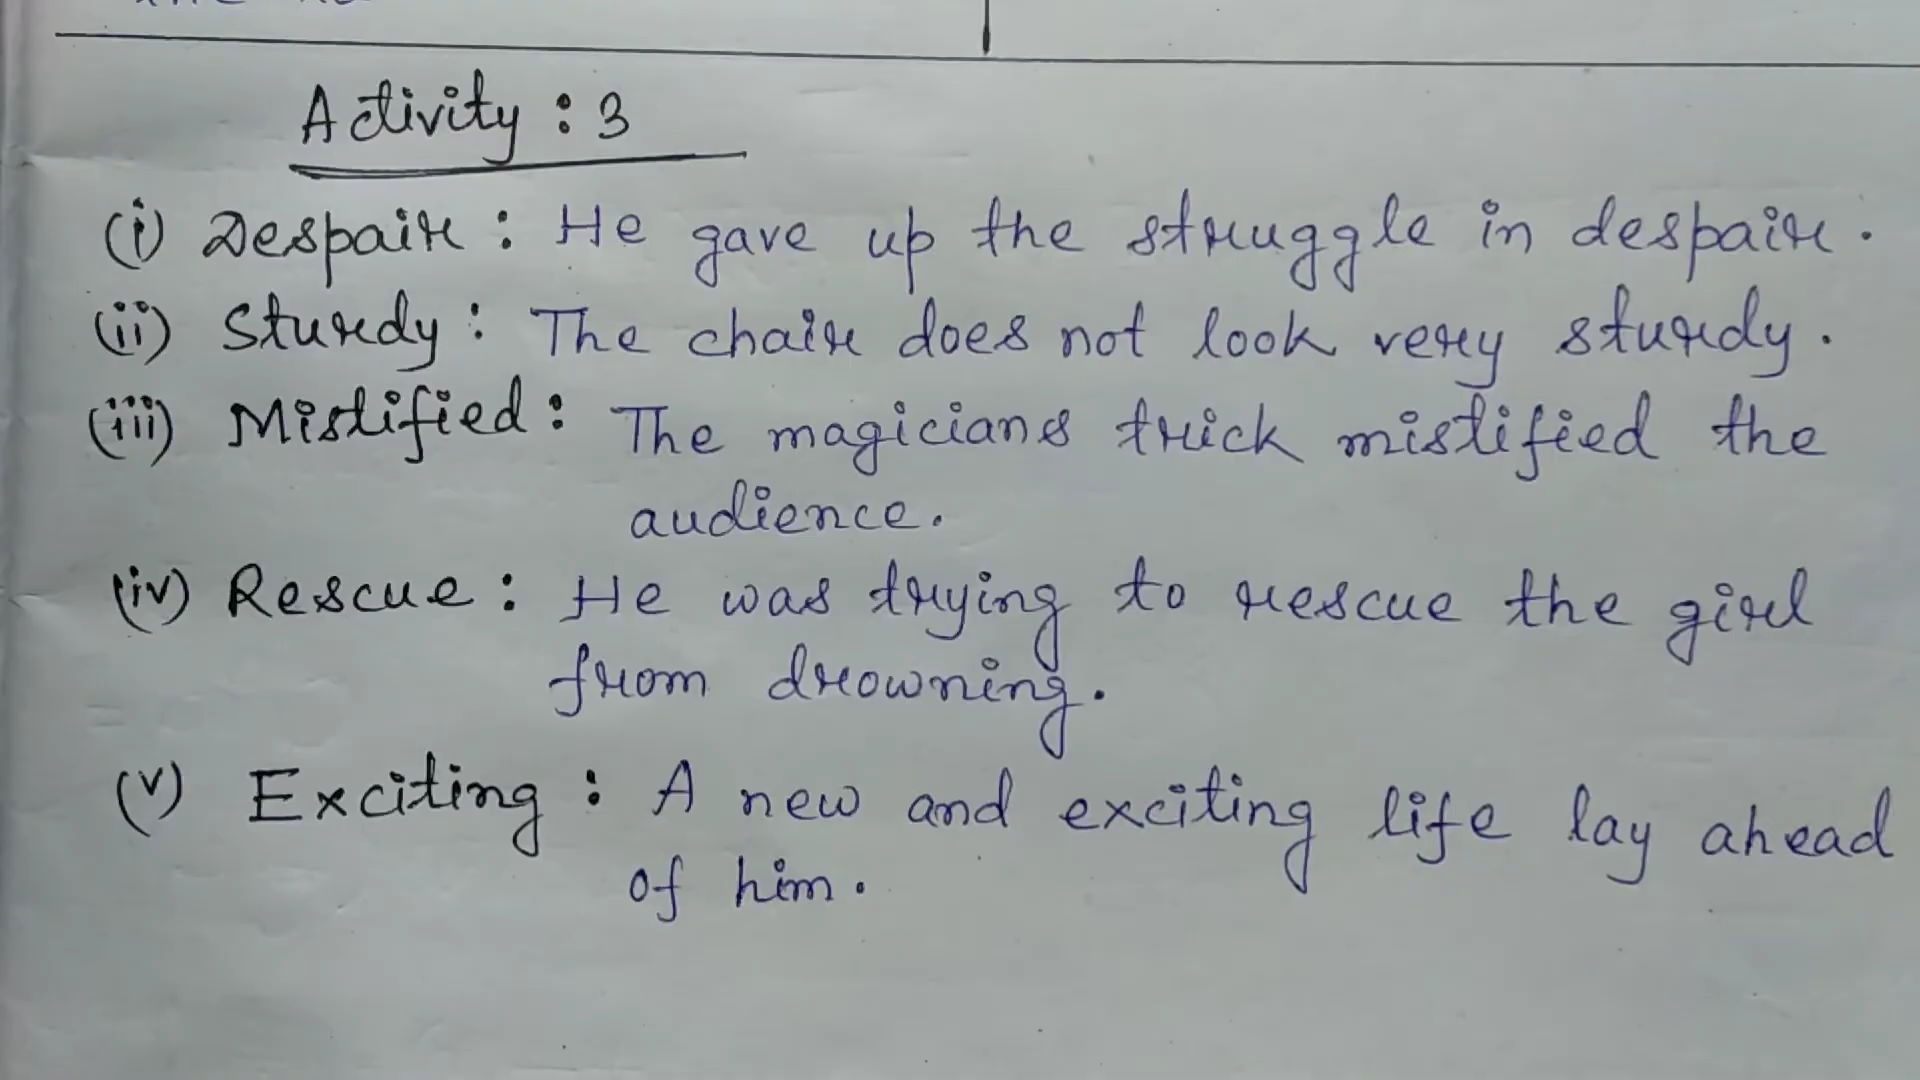 Activity : 3
(i) Despair : He gave up the struggle in despair.
(ii) Sturdy : The chair does not look very sturdy.
(iii) Mistified : The magicians trick mistified the
audience.
(iv) Rescue : He was trying to rescue the girl
from drowning.
(v) Exciting : A new and exciting life lay ahead
of him.